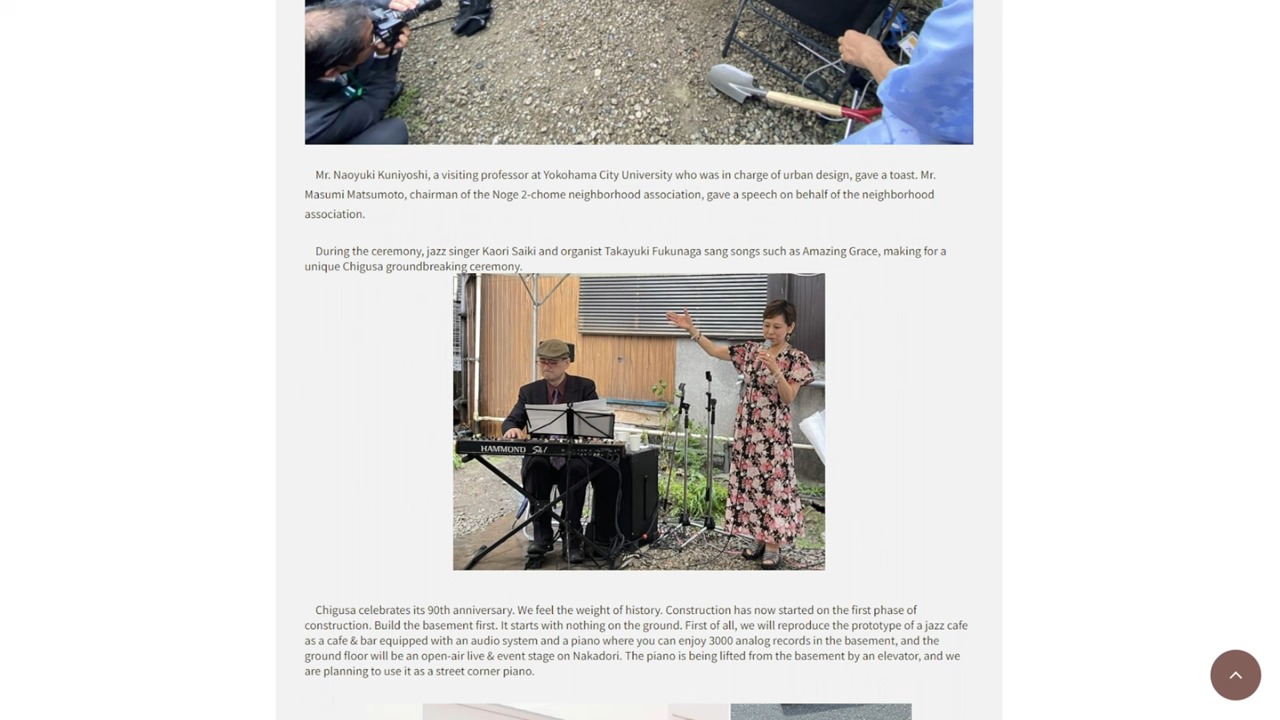 Mr. Naoyuki Kuniyoshi, a visiting professor at Yokohama City University who was in charge of urban design, gave a toast. Mr.
Masumi Matsumoto, chairman of the Noge 2-chome neighborhood association, gave a speech on behalf of the neighborhood
association.
During the ceremony, jazz singer Kaori Saiki and organist Takayuki Fukunaga sang songs such as Amazing Grace, making for a
unique Chigusa groundbreaking ceremony.
HAMMOND SK1
Chigusa celebrates its 90th anniversary. We feel the weight of history. Construction has now started on the first phase of
construction. Build the basement first. It starts with nothing on the ground. First of all, we will reproduce the prototype of a jazz cafe
as a cafe & bar equipped with an audio system and a piano where you can enjoy 3000 analog records in the basement, and the
ground floor will be an open-air live & event stage on Nakadori. The piano is being lifted from the basement by an elevator, and we
are planning to use it as a street corner piano.